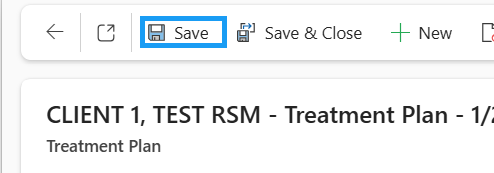 Save Save & Close New
CLIENT 1, TEST RSM - Treatment Plan - 1/
Treatment Plan